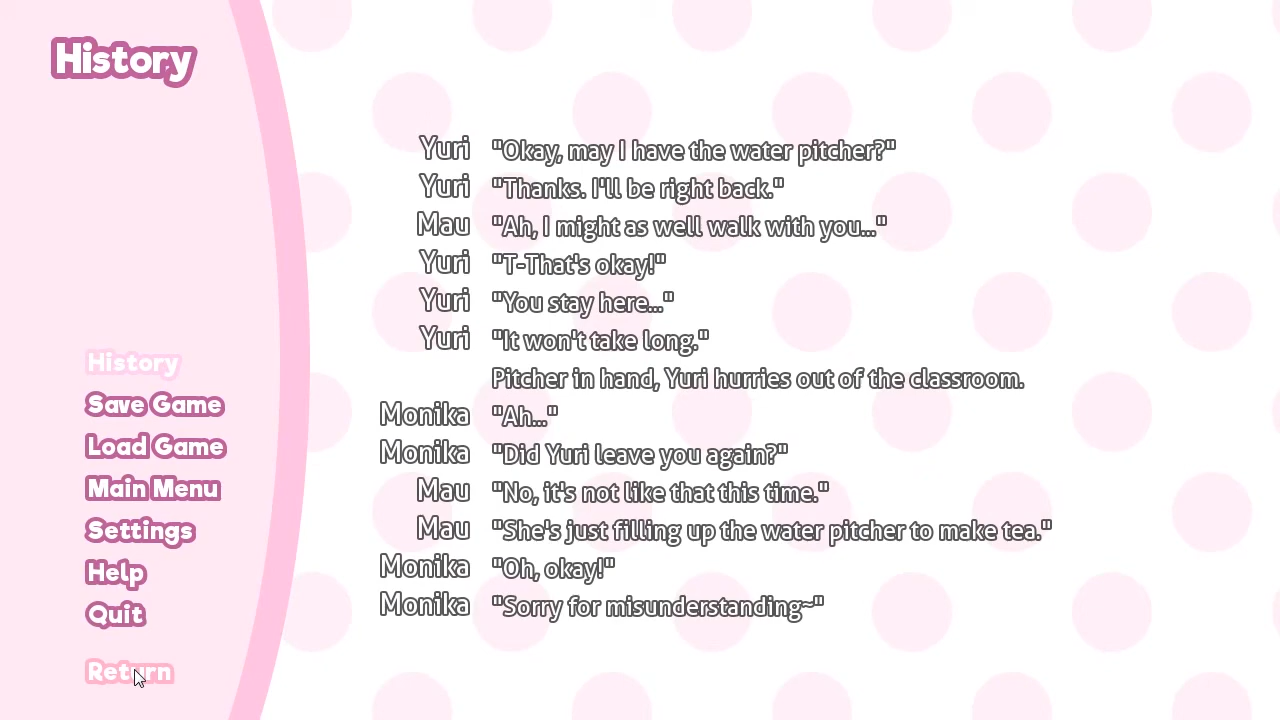 History
Yuri "Okay, may I have the water pitcher?"
Yuri "Thanks. I'll be right back."
Mau "Ah, I might as well walk with you..."
Yuri "T-That's okay!"
Yuri "You stay here..."
Yuri "It won't take long."
Pitcher in hand, Yuri hurries out of the classroom.
Monika "Ah..."
Monika "Did Yuri leave you again?"
Mau "No, it's not like that this time."
Mau "She's just filling up the water pitcher to make tea."
Monika "Oh, okay!"
Monika "Sorry for misunderstanding~"
History
Save Game
Load Game
Main Menu
Settings
Help
Quit
Return